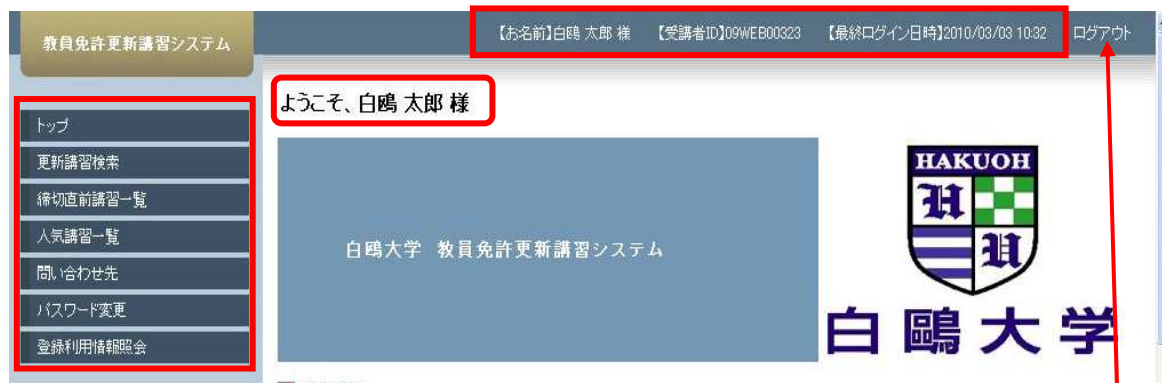 教員免許更新講習システム
【お名前】白鴎 太郎 様 【受講者ID】09WEB00323 【最終ログイン日時】2010/03/03 10:32 ログアウト
ようこそ、白鴎 太郎 様
トップ
更新講習検索
締切直前講習一覧
人気講習一覧
問い合わせ先
パスワード変更
登録利用情報照会
白鴎大学 教員免許更新講習システム
HAKUOH
H
H
白鷗大学